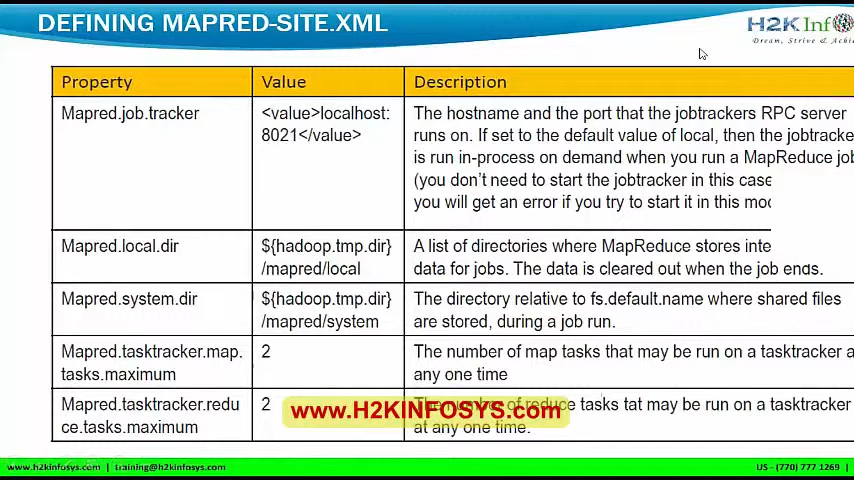 DEFINING MAPRED-SITE.XML
H2K Inf
Dream, Strive & Achi
Property Value Description
Mapred.job.tracker <value>localhost: The hostname and the port that the jobtrackers RPC server
8021</value> runs on. If set to the default value of local, then the jobtracke
is run in-process on demand when you run a MapReduce job
(you don't need to start the jobtracker in this case
you will get an error if you try to start it in this mod
Mapred.local.dir ${hadoop.tmp.dir} A list of directories where MapReduce stores inte
/mapred/local data for jobs. The data is cleared out when the job ends.
Mapred.system.dir ${hadoop.tmp.dir} The directory relative to fs.default.name where shared files
/mapred/system are stored, during a job run.
Mapred.tasktracker.map. 2 The number of map tasks that may be run on a tasktracker a
tasks.maximum any one time
Mapred.tasktracker.redu 2 The number of reduce tasks tat may be run on a tasktracker
ce.tasks.maximum at any one time.
www.H2KINFOSYS.com
www.h2kinfosys.com | training@h2kinfosys.com US - (770) 777 1269 |